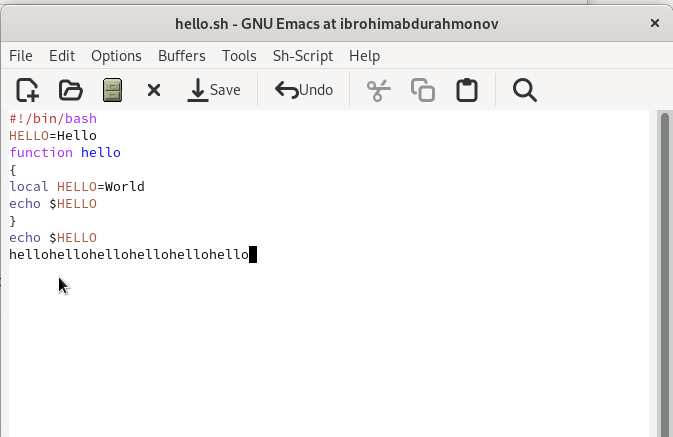 hello.sh - GNU Emacs at ibrohimabdurahmonov
File Edit Options Buffers Tools Sh-Script Help
Save Undo
#!/bin/bash
HELLO=Hello
function hello
{
local HELLO=World
echo $HELLO
}
echo $HELLO
hellohellohellohellohellohello